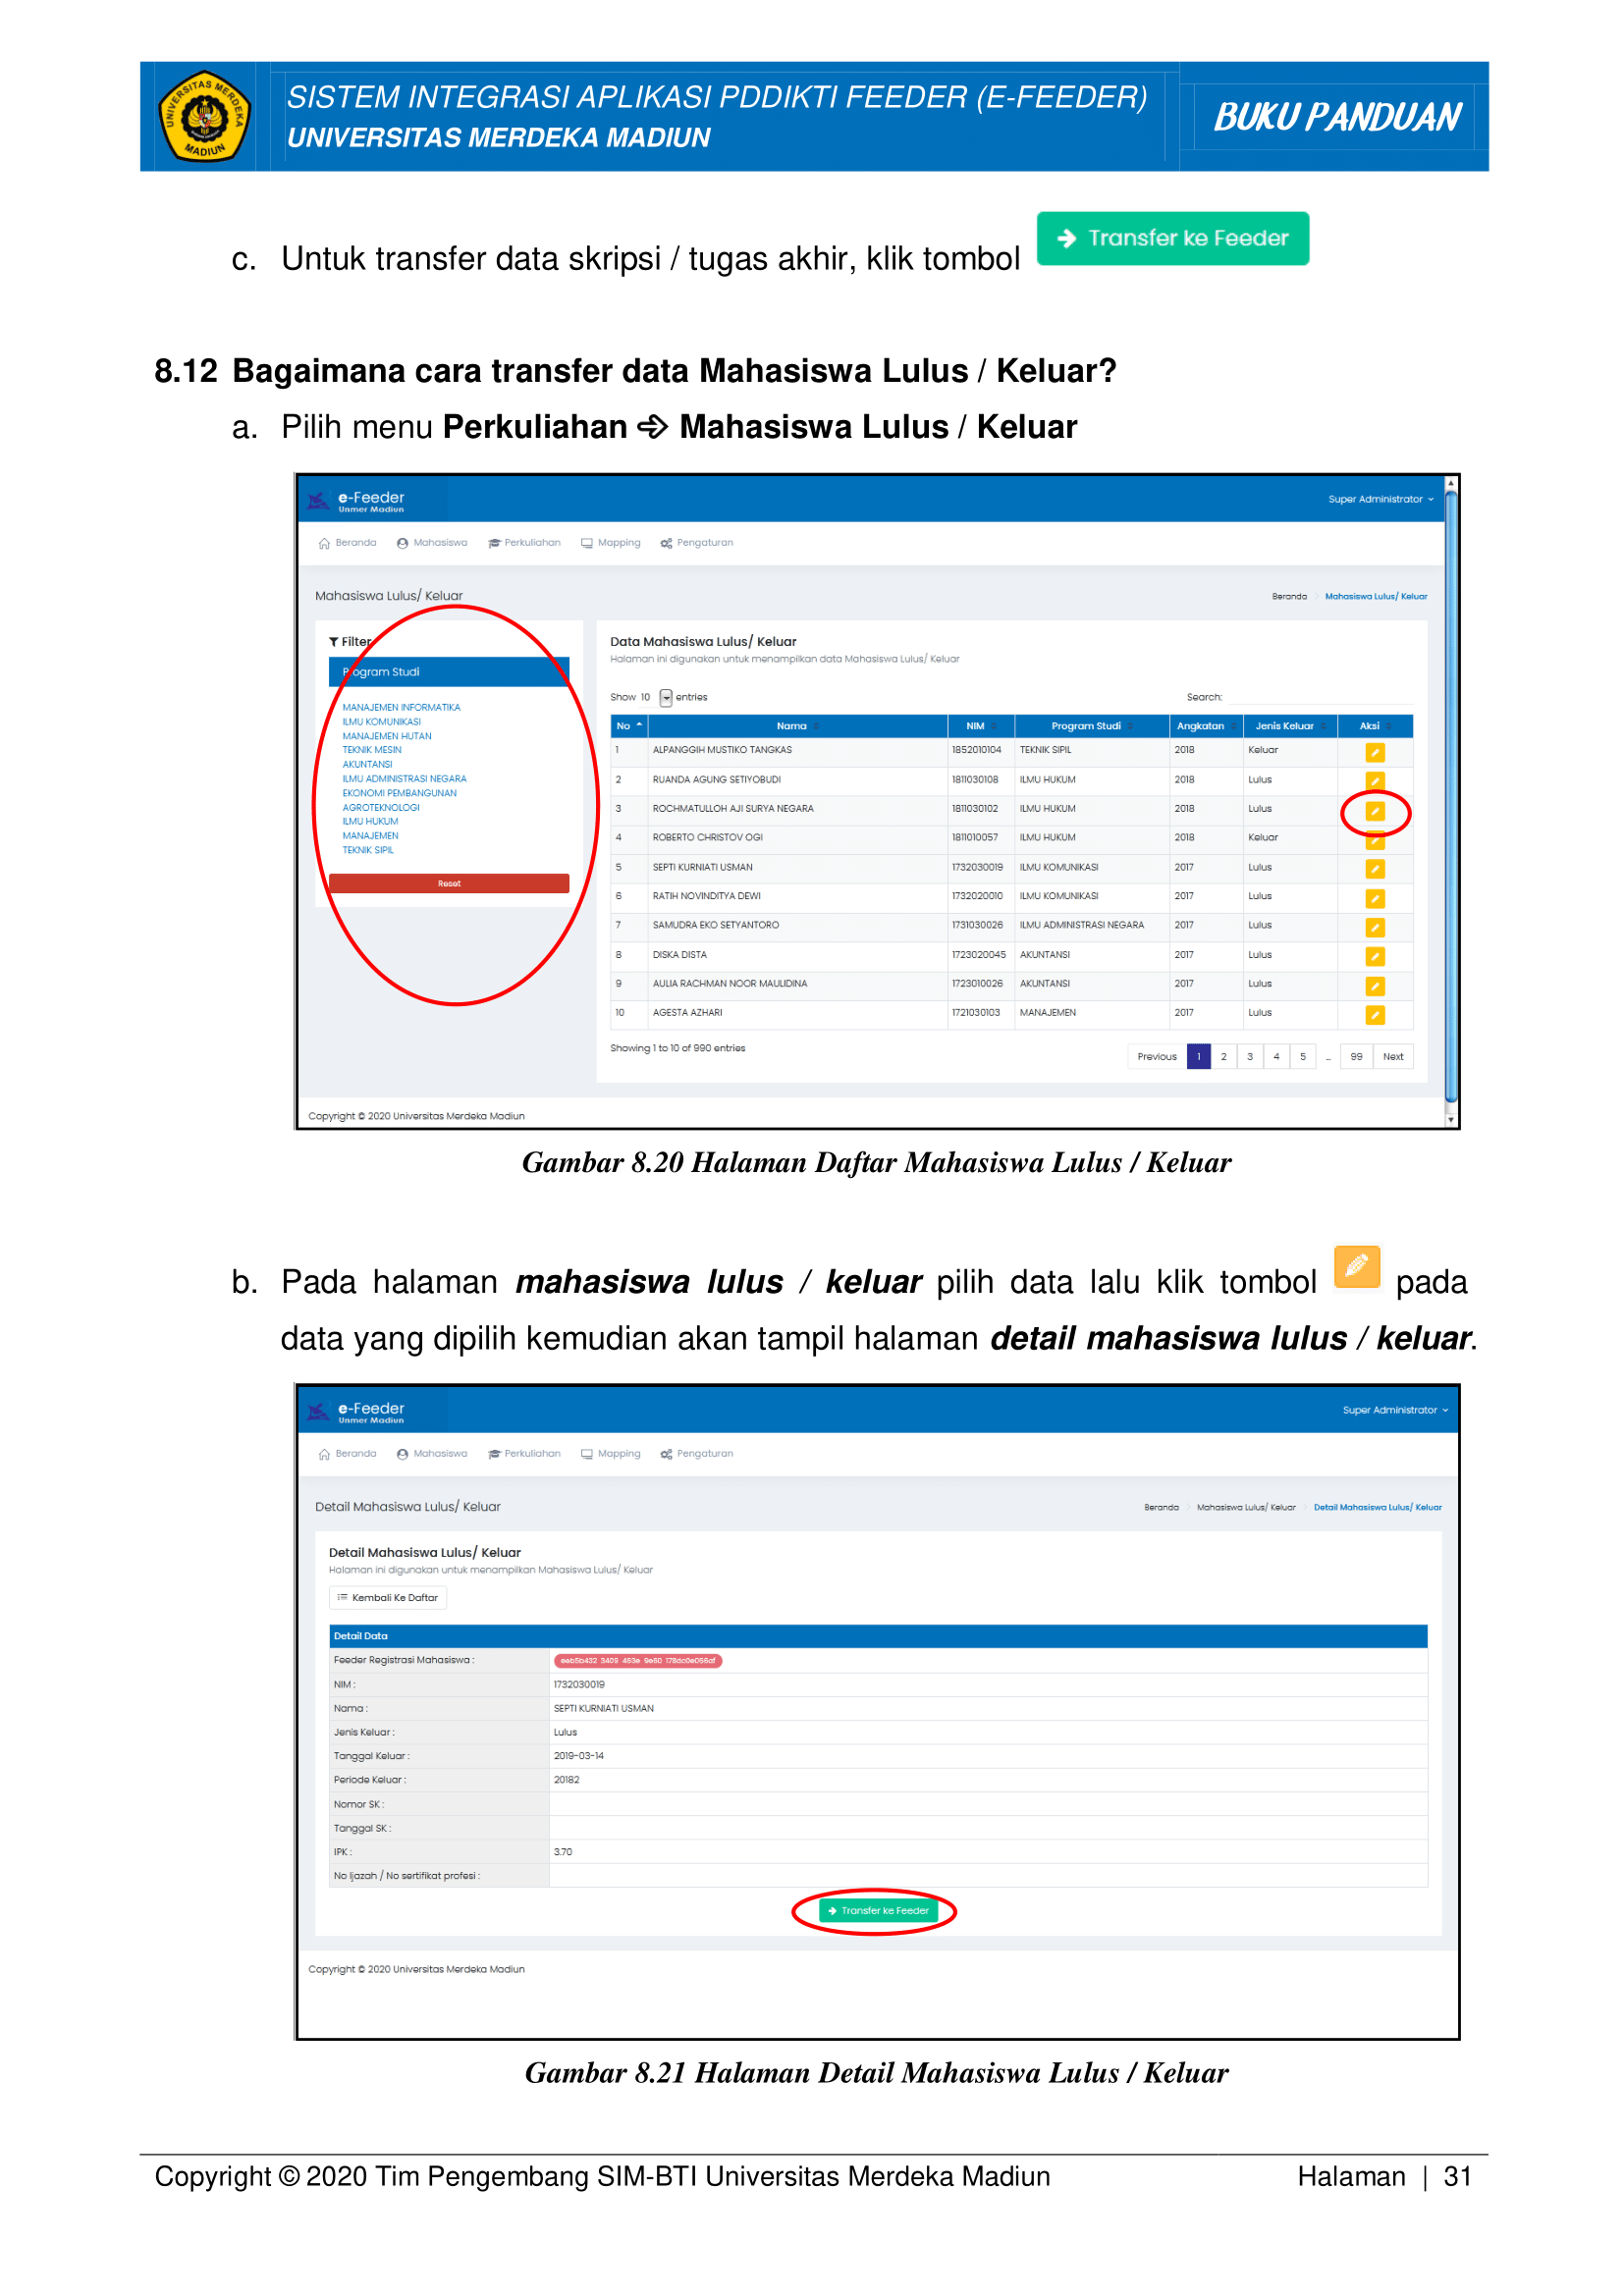 UNIVERSITAS MERDEKA
MADIUN
SISTEM INTEGRASI APLIKASI PDDIKTI FEEDER (E-FEEDER)
UNIVERSITAS MERDEKA MADIUN
BUKU PANDUAN
c. Untuk transfer data skripsi / tugas akhir, klik tombol → Transfer ke Feeder
8.12 Bagaimana cara transfer data Mahasiswa Lulus / Keluar?
a. Pilih menu Perkuliahan ➩ Mahasiswa Lulus / Keluar
e-Feeder
Unmer Madiun
Super Administrator
Beranda Mahasiswa Perkuliahan Mapping Pengaturan
Mahasiswa Lulus/ Keluar
Beranda Mahasiswa Lulus/ Keluar
Filter
Program Studi
MANAJEMEN INFORMATIKA
ILMU KOMUNIKASI
MANAJEMEN HUTAN
TEKNIK MESIN
AKUNTANSI
ILMU ADMINISTRASI NEGARA
EKONOMI PEMBANGUNAN
AGROTEKNOLOGI
ILMU HUKUM
MANAJEMEN
TEKNIK SIPIL
Reset
Data Mahasiswa Lulus/ Keluar
Halaman ini digunakan untuk menampilkan data Mahasiswa Lulus/ Keluar
Show 10 entries Search:
No Nama NIM Program Studi Angkatan Jenis Keluar Aksi
1 ALPANGGIH MUSTIKO TANGKAS 1852010104 TEKNIK SIPIL 2018 Keluar
2 RUANDA AGUNG SETIYOBUDI 1811030108 ILMU HUKUM 2018 Lulus
3 ROCHMATULLOH AJI SURYA NEGARA 1811030102 ILMU HUKUM 2018 Lulus
4 ROBERTO CHRISTOV OGI 1811010057 ILMU HUKUM 2018 Keluar
5 SEPTI KURNIATI USMAN 1732030019 ILMU KOMUNIKASI 2017 Lulus
6 RATIH NOVINDITYA DEWI 1732020010 ILMU KOMUNIKASI 2017 Lulus
7 SAMUDRA EKO SETYANTORO 1731030026 ILMU ADMINISTRASI NEGARA 2017 Lulus
8 DISKA DISTA 1723020045 AKUNTANSI 2017 Lulus
9 AULIA RACHMAN NOOR MAULIDINA 1723010026 AKUNTANSI 2017 Lulus
10 AGESTA AZHARI 1721030103 MANAJEMEN 2017 Lulus
Showing 1 to 10 of 990 entries
Previous 1 2 3 4 5 ... 99 Next
Copyright © 2020 Universitas Merdeka Madiun
Gambar 8.20 Halaman Daftar Mahasiswa Lulus / Keluar
b. Pada halaman mahasiswa lulus / keluar pilih data lalu klik tombol pada
data yang dipilih kemudian akan tampil halaman detail mahasiswa lulus / keluar.
e-Feeder
Unmer Madiun
Super Administrator
Beranda Mahasiswa Perkuliahan Mapping Pengaturan
Detail Mahasiswa Lulus/ Keluar
Beranda Mahasiswa Lulus/ Keluar Detail Mahasiswa Lulus/ Keluar
Detail Mahasiswa Lulus/ Keluar
Halaman ini digunakan untuk menampilkan Mahasiswa Lulus/ Keluar
Kembali Ke Daftar
Detail Data
Feeder Registrasi Mahasiswa :
NIM : 1732030019
Nama : SEPTI KURNIATI USMAN
Jenis Keluar : Lulus
Tanggal Keluar : 2019-03-14
Periode Keluar : 20182
Nomor SK :
Tanggal SK :
IPK : 3.70
No Ijazah / No sertifikat profesi :
→ Transfer ke Feeder
Copyright © 2020 Universitas Merdeka Madiun
Gambar 8.21 Halaman Detail Mahasiswa Lulus / Keluar
Copyright © 2020 Tim Pengembang SIM-BTI Universitas Merdeka Madiun Halaman | 31